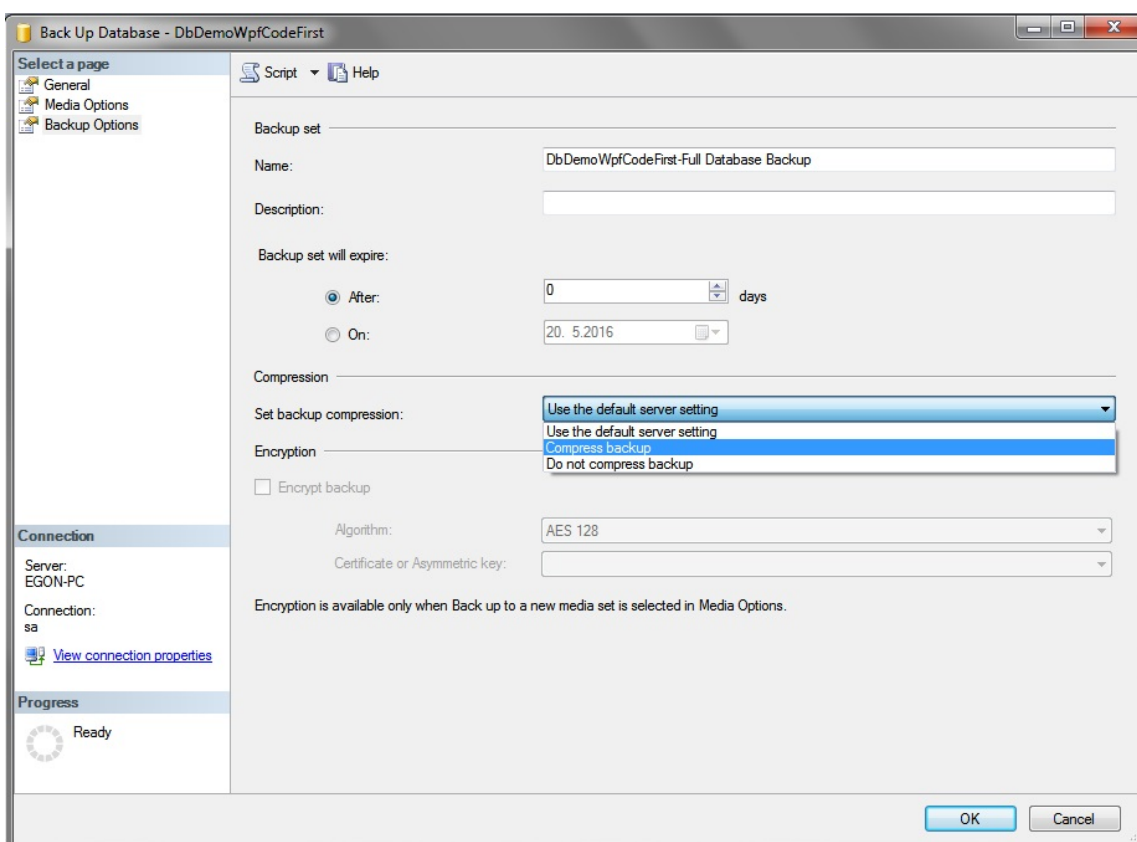 Back Up Database - DbDemoWpfCodeFirst
Select a page
General
Media Options
Backup Options
Script Help
Backup set
Name: DbDemoWpfCodeFirst-Full Database Backup
Description:
Backup set will expire:
After: 0 days
On: 20. 5.2016
Compression
Set backup compression: Use the default server setting
Use the default server setting
Compress backup
Do not compress backup
Encryption
Encrypt backup
Algorithm: AES 128
Certificate or Asymmetric key:
Encryption is available only when Back up to a new media set is selected in Media Options.
Connection
Server:
EGON-PC
Connection:
sa
View connection properties
Progress
Ready
OK Cancel